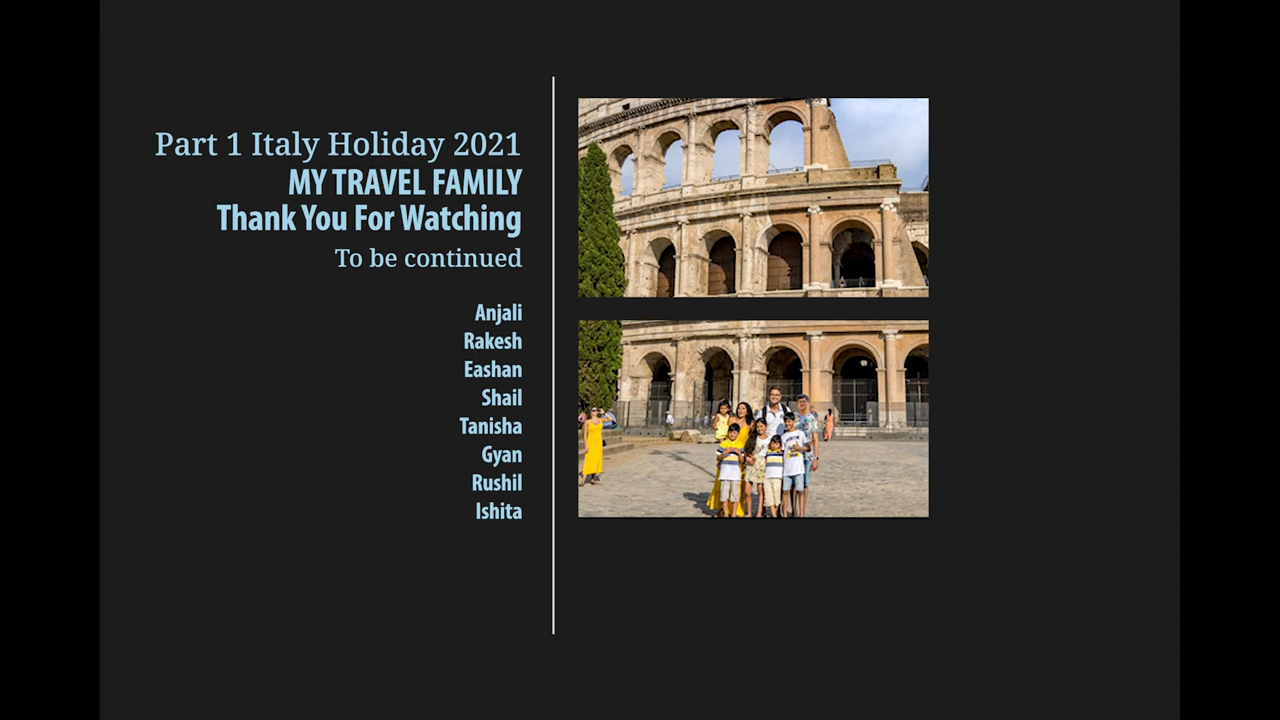 Part 1 Italy Holiday 2021
MY TRAVEL FAMILY
Thank You For Watching
To be continued
Anjali
Rakesh
Eashan
Shail
Tanisha
Gyan
Rushil
Ishita